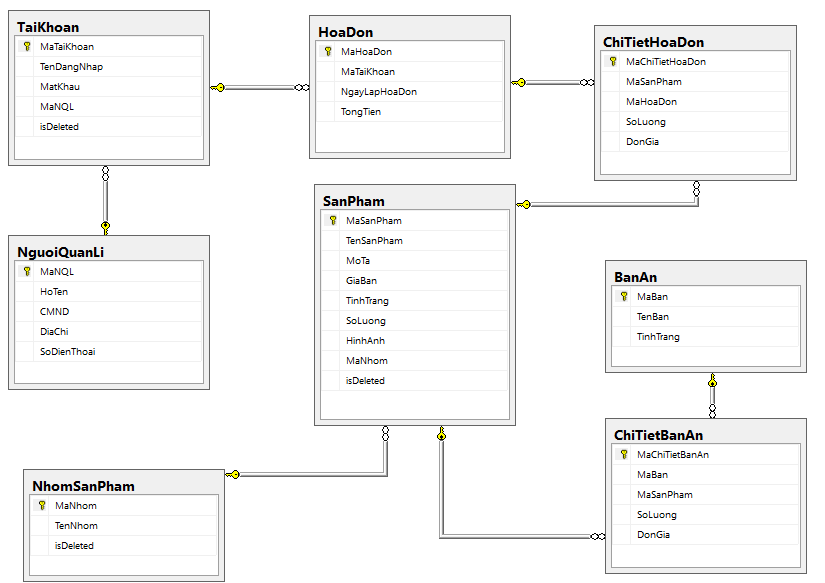 TaiKhoan
MaTaiKhoan
TenDangNhap
MatKhau
MaNQL
isDeleted
HoaDon
MaHoaDon
MaTaiKhoan
NgayLapHoaDon
TongTien
ChiTietHoaDon
MaChiTietHoaDon
MaSanPham
MaHoaDon
SoLuong
DonGia
NguoiQuanLi
MaNQL
HoTen
CMND
DiaChi
SoDienThoai
SanPham
MaSanPham
TenSanPham
MoTa
GiaBan
TinhTrang
SoLuong
HinhAnh
MaNhom
isDeleted
BanAn
MaBan
TenBan
TinhTrang
NhomSanPham
MaNhom
TenNhom
isDeleted
ChiTietBanAn
MaChiTietBanAn
MaBan
MaSanPham
SoLuong
DonGia